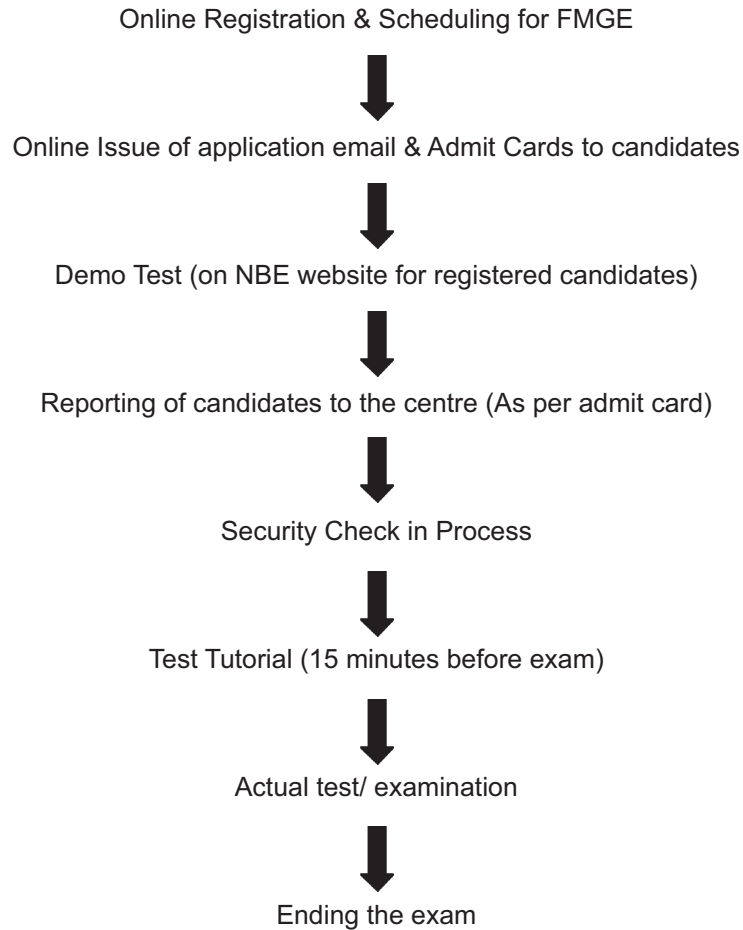 Online Registration & Scheduling for FMGE
Online Issue of application email & Admit Cards to candidates
Demo Test (on NBE website for registered candidates)
Reporting of candidates to the centre (As per admit card)
Security Check in Process
Test Tutorial (15 minutes before exam)
Actual test/ examination
Ending the exam